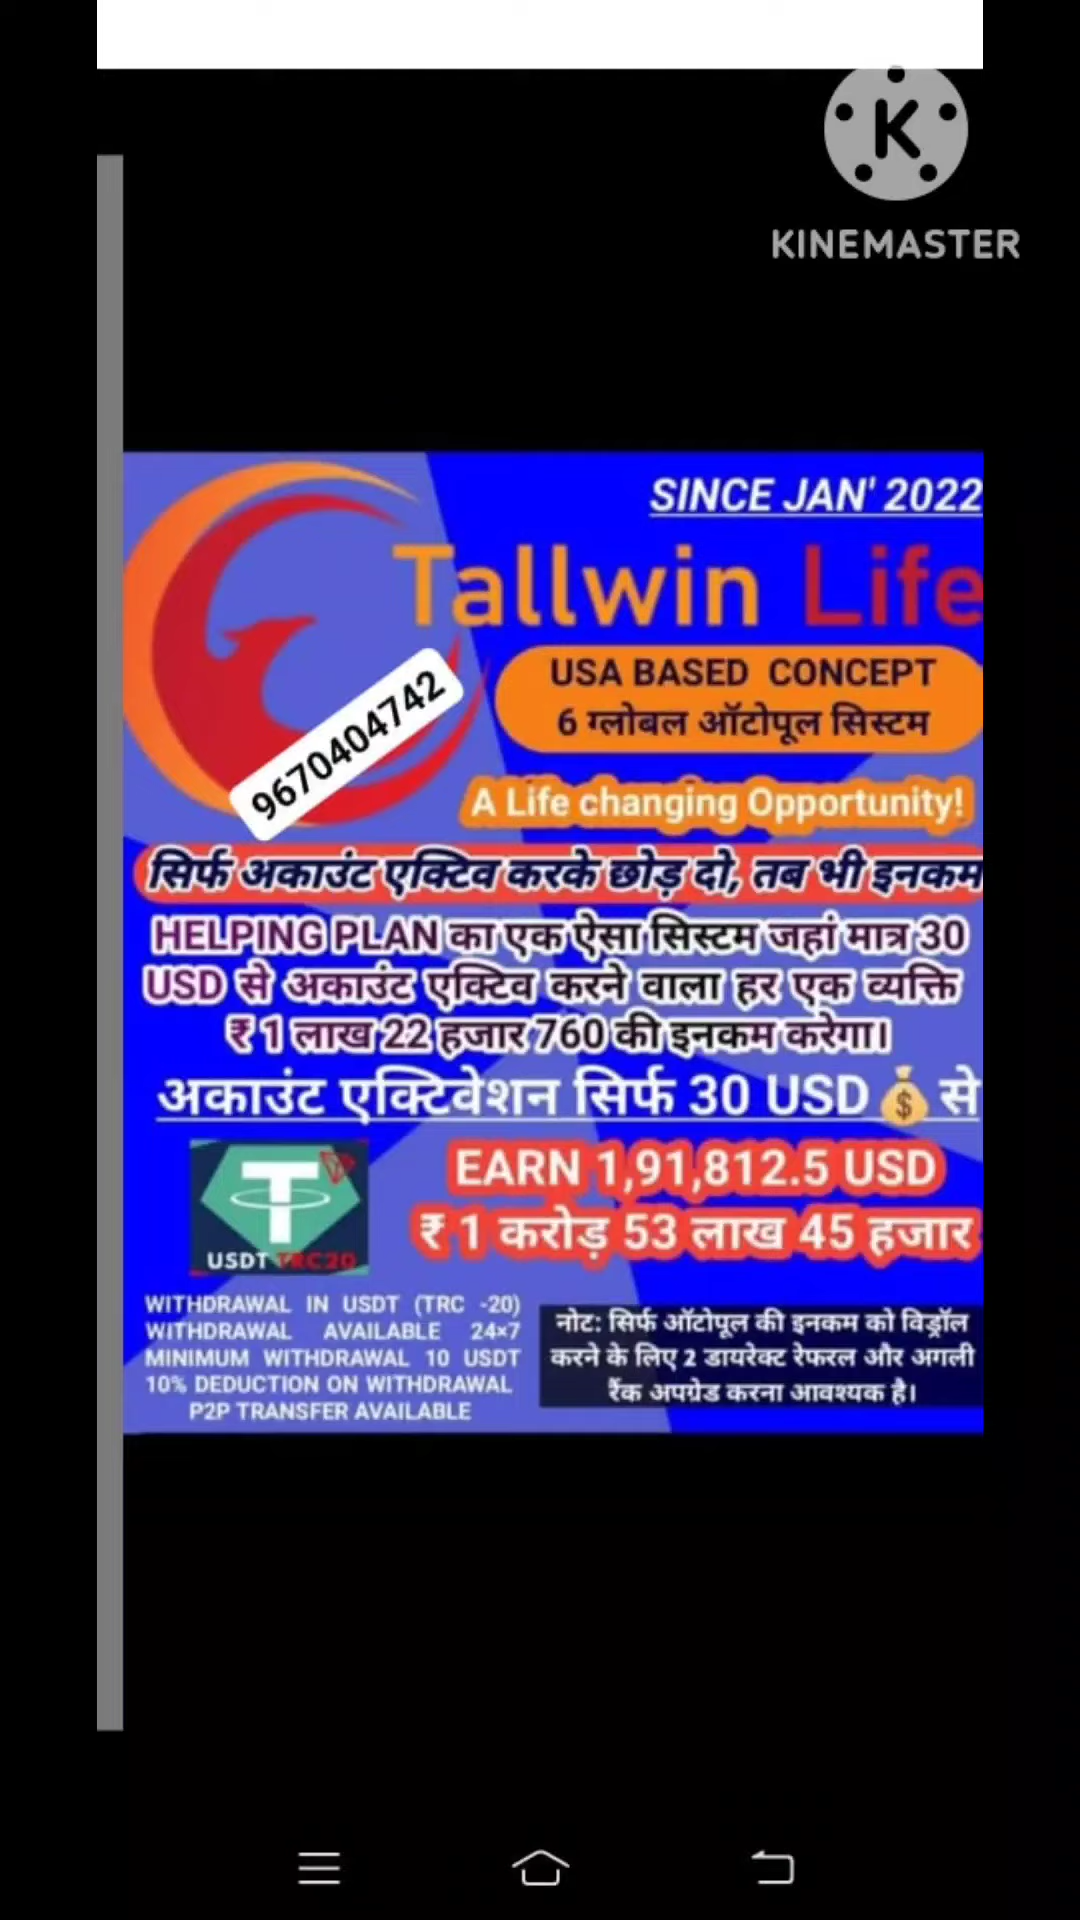 KINEMASTER
SINCE JAN' 2022
Tallwin Life
USA BASED CONCEPT
6 ग्लोबल ऑटोपूल सिस्टम
9670404742
A Life changing Opportunity!
सिर्फ अकाउंट एक्टिव करके छोड़ दो, तब भी इनकम
HELPING PLAN का एक ऐसा सिस्टम जहां मात्र 30
USD से अकाउंट एक्टिव करने वाला हर एक व्यक्ति
₹ 1 लाख 22 हजार 760 की इनकम करेगा।
अकाउंट एक्टिवेशन सिर्फ 30 USD💰से
EARN 1,91,812.5 USD
₹ 1 करोड़ 53 लाख 45 हजार
USDT TRC20
WITHDRAWAL IN USDT (TRC -20)
WITHDRAWAL AVAILABLE 24×7
MINIMUM WITHDRAWAL 10 USDT
10% DEDUCTION ON WITHDRAWAL
P2P TRANSFER AVAILABLE
नोट: सिर्फ ऑटोपूल की इनकम को विड्रॉल
करने के लिए 2 डायरेक्ट रेफरल और अगली
रैंक अपग्रेड करना आवश्यक है।